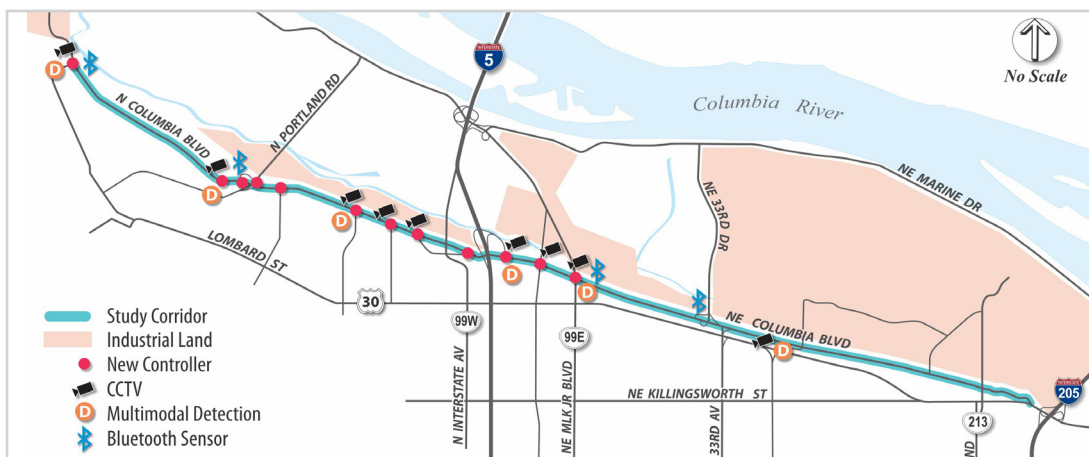 INTERSTATE
5
No Scale
Columbia River
N COLUMBIA BLVD
N PORTLAND RD
NE MARINE DR
NE 33RD DR
LOMBARD ST
30
99W
99E
NE COLUMBIA BLVD
N INTERSTATE AV
NE MLK JR BLVD
NE KILLINGSWORTH ST
33RD AV
213
ND
INTERSTATE
205
D
D
D
D
D
D
Study Corridor
Industrial Land
New Controller
CCTV
D Multimodal Detection
Bluetooth Sensor